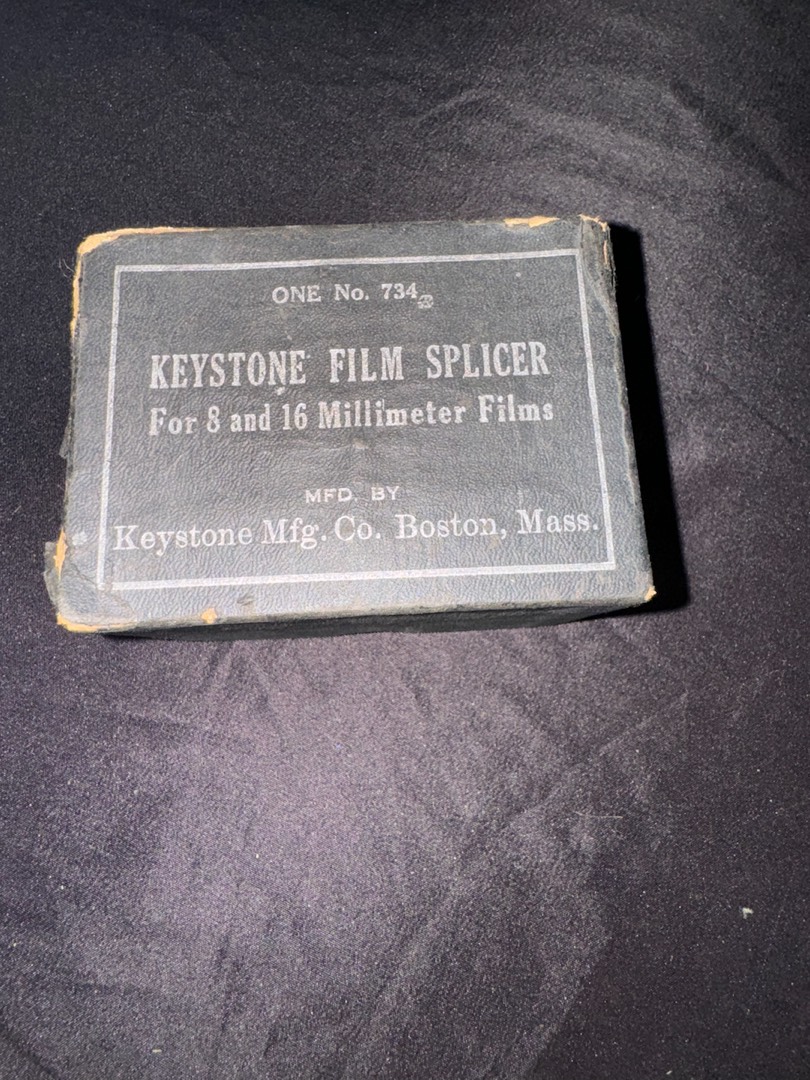 ONE No. 734
KEYSTONE FILM SPLICER
For 8 and 16 Millimeter Films
MFD. BY
Keystone Mfg. Co. Boston, Mass.